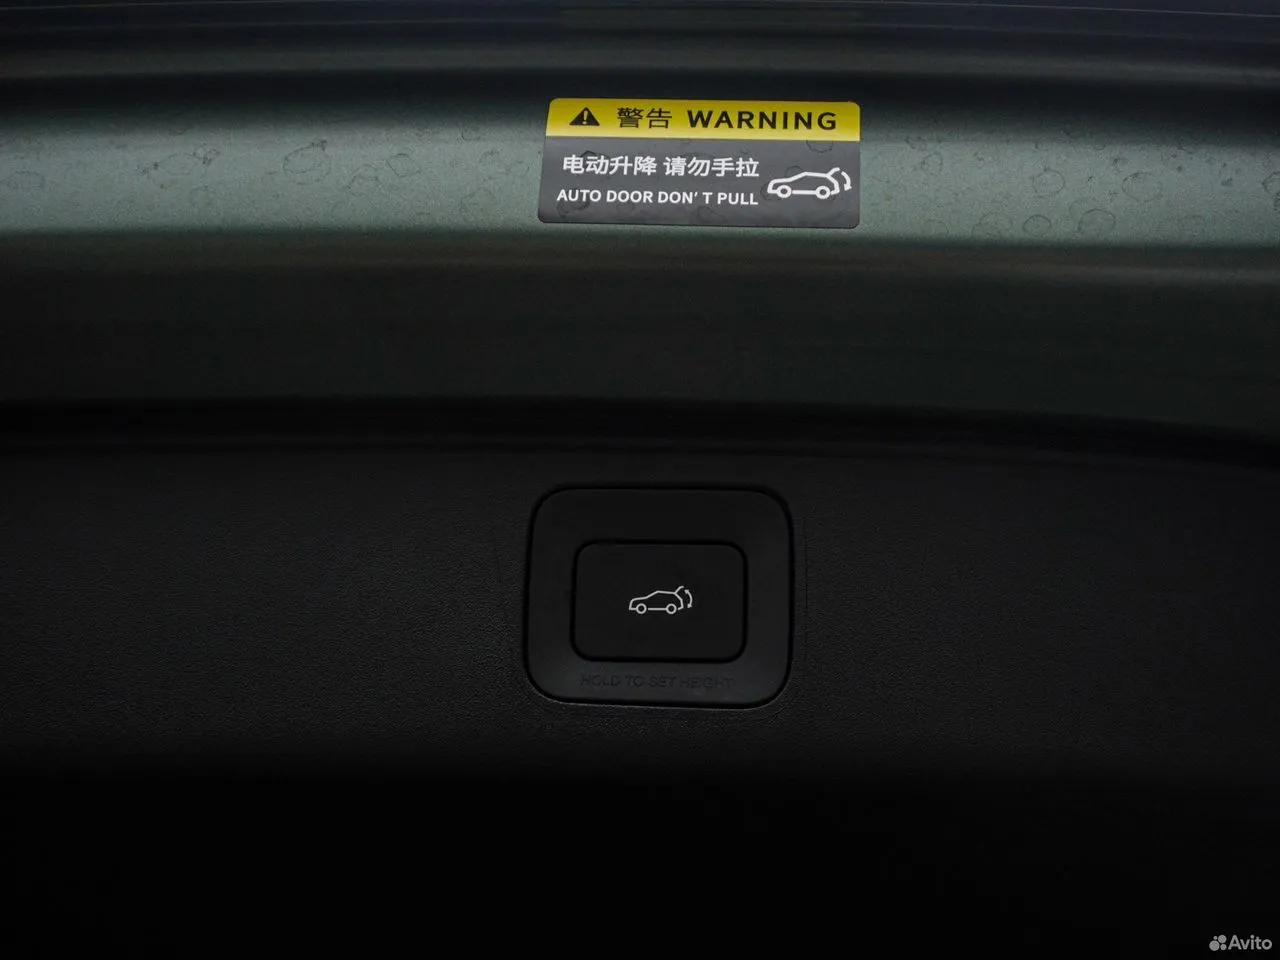 警告 WARNING
电动升降 请勿手拉
AUTO DOOR DON'T PULL
HOLD TO SET HEIGHT
Avito